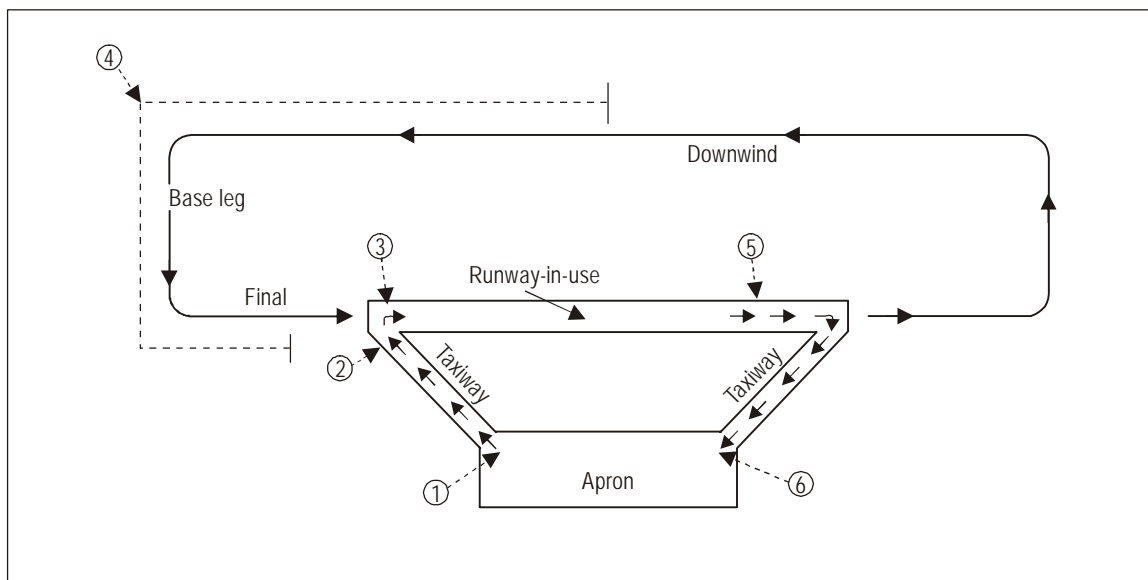 ④
Downwind
Base leg
③
⑤
Runway-in-use
Final
②
Taxiway
Taxiway
①
Apron
⑥